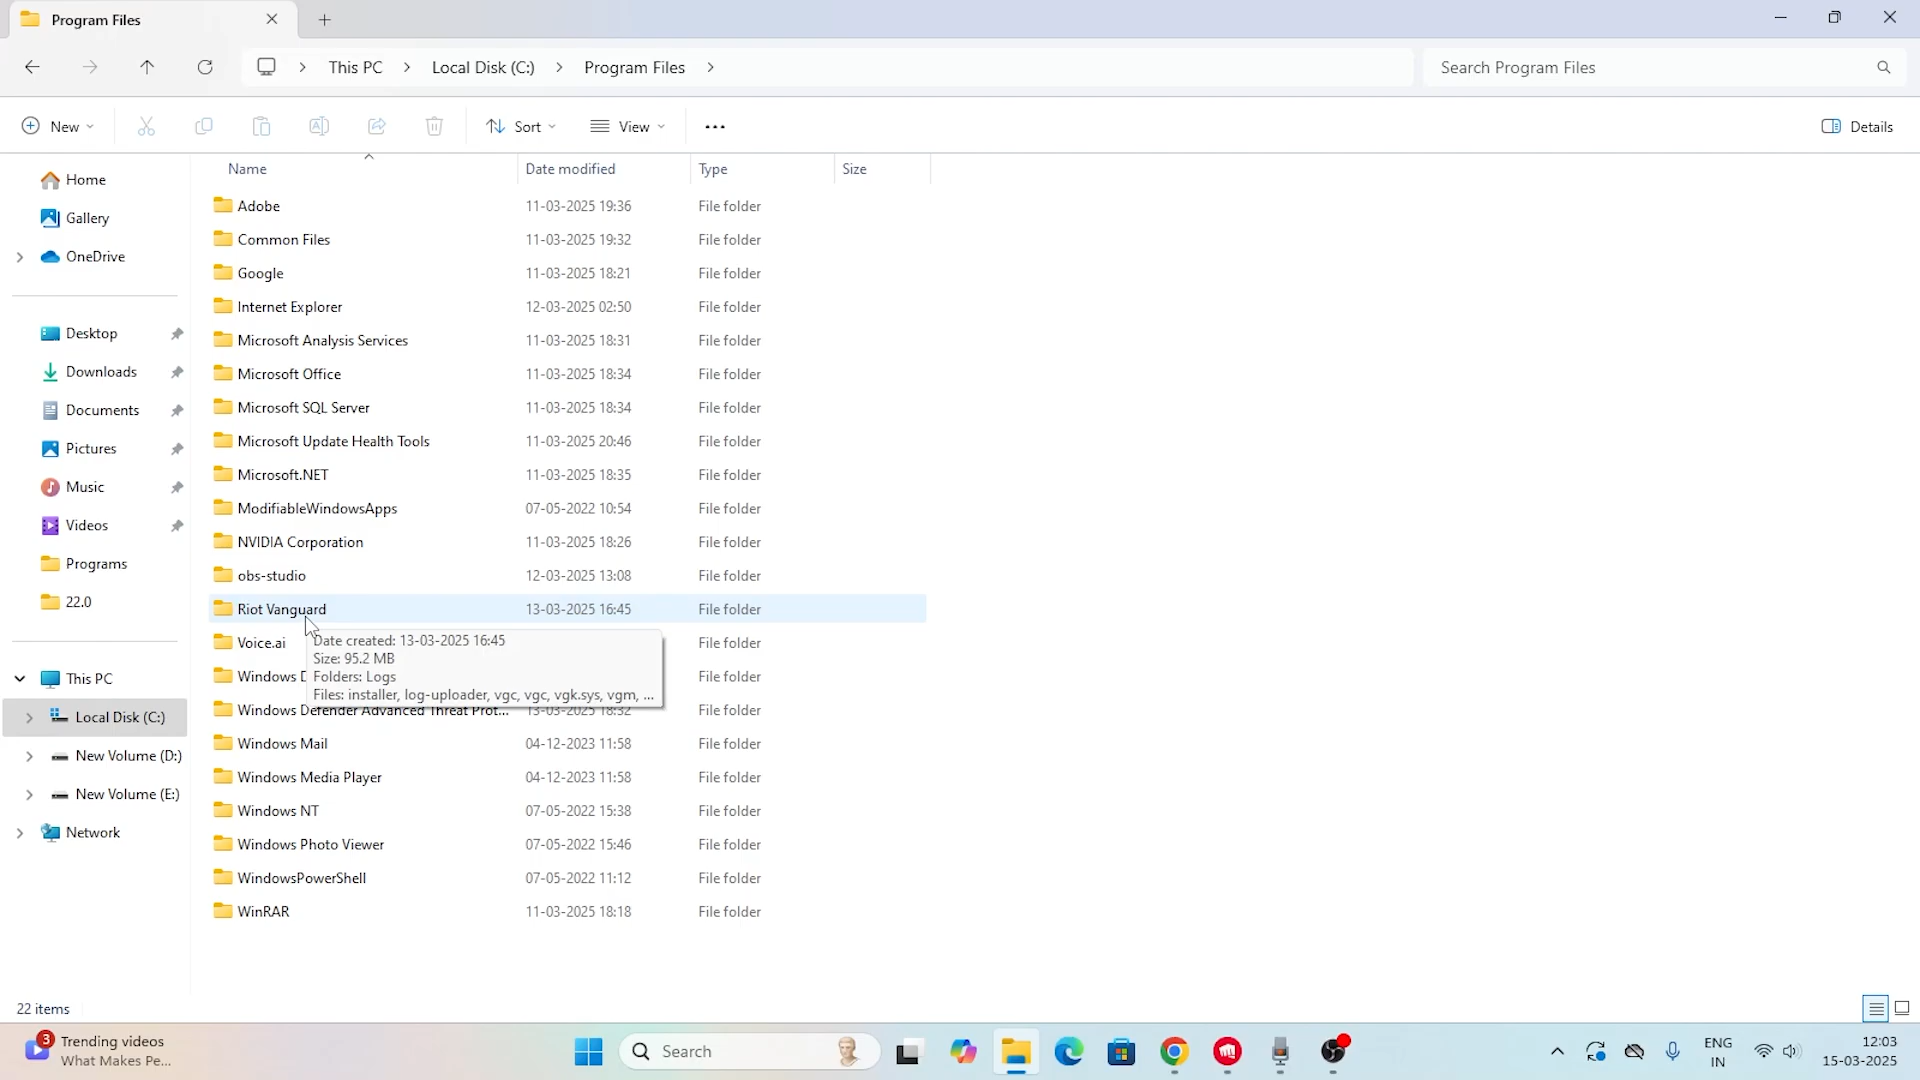 Program Files
This PC
Local Disk (C:)
Program Files
Search Program Files
New
Sort
View
Details
Name
Date modified
Type
Size
Home
Gallery
OneDrive
Desktop
Downloads
Documents
Pictures
Music
Videos
Programs
22.0
This PC
Local Disk (C:)
New Volume (D:)
New Volume (E:)
Network
Adobe 11-03-2025 19:36 File folder
Common Files 11-03-2025 19:32 File folder
Google 11-03-2025 18:21 File folder
Internet Explorer 12-03-2025 02:50 File folder
Microsoft Analysis Services 11-03-2025 18:31 File folder
Microsoft Office 11-03-2025 18:34 File folder
Microsoft SQL Server 11-03-2025 18:34 File folder
Microsoft Update Health Tools 11-03-2025 20:46 File folder
Microsoft.NET 11-03-2025 18:35 File folder
ModifiableWindowsApps 07-05-2022 10:54 File folder
NVIDIA Corporation 11-03-2025 18:26 File folder
obs-studio 12-03-2025 13:08 File folder
Riot Vanguard 13-03-2025 16:45 File folder
Voice.ai File folder
Windows D File folder
Windows Defender Advanced Threat Prot... 13-03-2025 18:32 File folder
Windows Mail 04-12-2023 11:58 File folder
Windows Media Player 04-12-2023 11:58 File folder
Windows NT 07-05-2022 15:38 File folder
Windows Photo Viewer 07-05-2022 15:46 File folder
WindowsPowerShell 07-05-2022 11:12 File folder
WinRAR 11-03-2025 18:18 File folder
Date created: 13-03-2025 16:45
Size: 95.2 MB
Folders: Logs
Files: installer, log-uploader, vgc, vgc, vgk.sys, vgm, ...
22 items
3
Trending videos
What Makes Pe...
Search
ENG
IN
12:03
15-03-2025